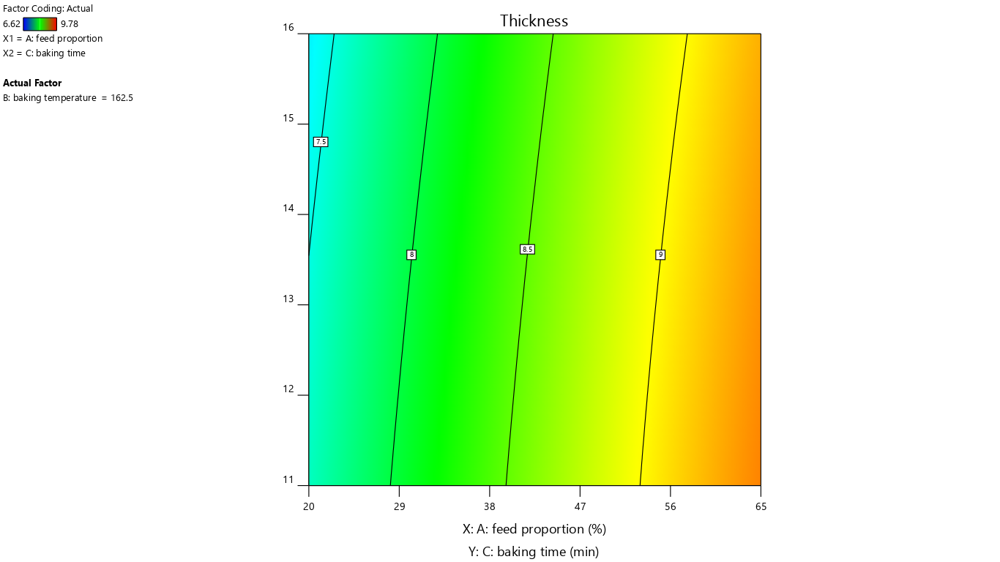 Factor Coding: Actual
6.62 9.78
X1 = A: feed proportion
X2 = C: baking time
Actual Factor
B: baking temperature = 162.5
Thickness
16
15
14
13
12
11
7.5
8
8.5
9
20 29 38 47 56 65
X: A: feed proportion (%)
Y: C: baking time (min)